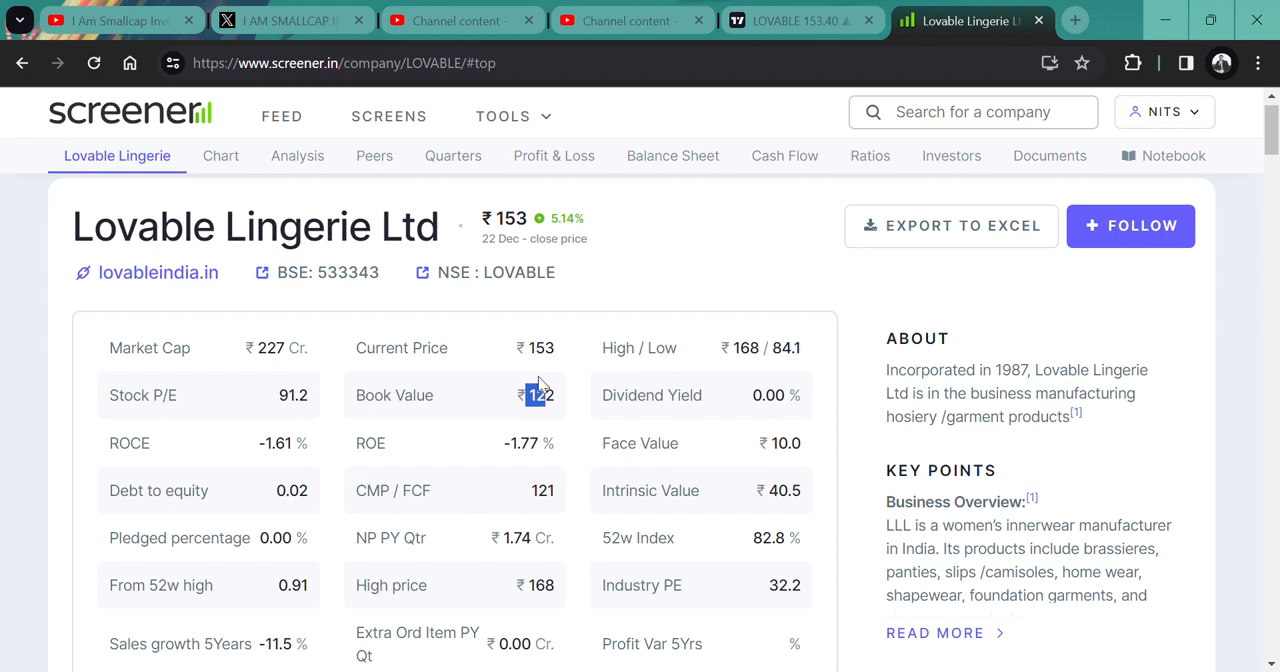 I Am Smallcap Inve
I AM SMALLCAP I
Channel content -
Channel content -
LOVABLE 153.40
Lovable Lingerie L
https://www.screener.in/company/LOVABLE/#top
screener
FEED
SCREENS
TOOLS
Search for a company
NITS
Lovable Lingerie
Chart
Analysis
Peers
Quarters
Profit & Loss
Balance Sheet
Cash Flow
Ratios
Investors
Documents
Notebook
Lovable Lingerie Ltd
₹ 153 5.14%
22 Dec - close price
EXPORT TO EXCEL
+ FOLLOW
lovableindia.in
BSE: 533343
NSE : LOVABLE
Market Cap ₹ 227 Cr.
Current Price ₹ 153
High / Low ₹ 168 / 84.1
Stock P/E 91.2
Book Value ₹ 122
Dividend Yield 0.00 %
ROCE -1.61 %
ROE -1.77 %
Face Value ₹ 10.0
Debt to equity 0.02
CMP / FCF 121
Intrinsic Value ₹ 40.5
Pledged percentage 0.00 %
NP PY Qtr ₹ 1.74 Cr.
52w Index 82.8 %
From 52w high 0.91
High price ₹ 168
Industry PE 32.2
Sales growth 5Years -11.5 %
Extra Ord Item PY
Qt ₹ 0.00 Cr.
Profit Var 5Yrs %
ABOUT
Incorporated in 1987, Lovable Lingerie
Ltd is in the business manufacturing
hosiery /garment products[1]
KEY POINTS
Business Overview:[1]
LLL is a women's innerwear manufacturer
in India. Its products include brassieres,
panties, slips /camisoles, home wear,
shapewear, foundation garments, and
READ MORE >